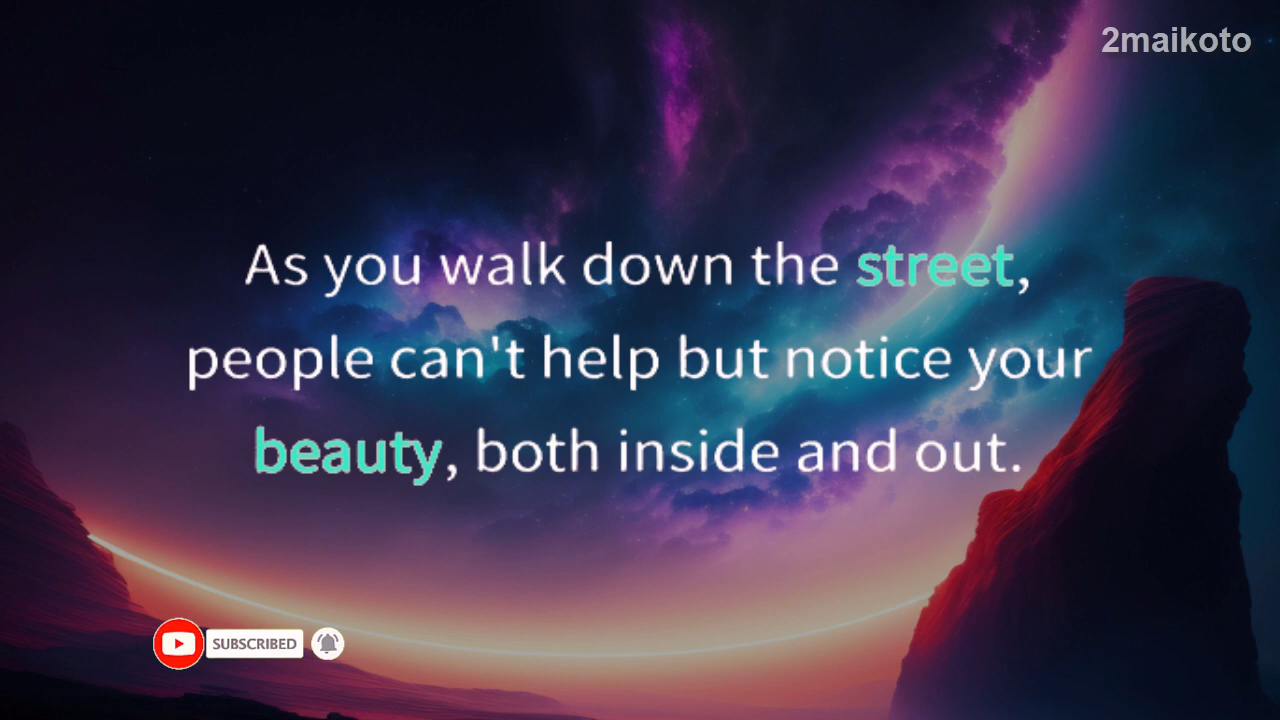 2maikoto
As you walk down the street,
people can't help but notice your
beauty, both inside and out.
SUBSCRIBED